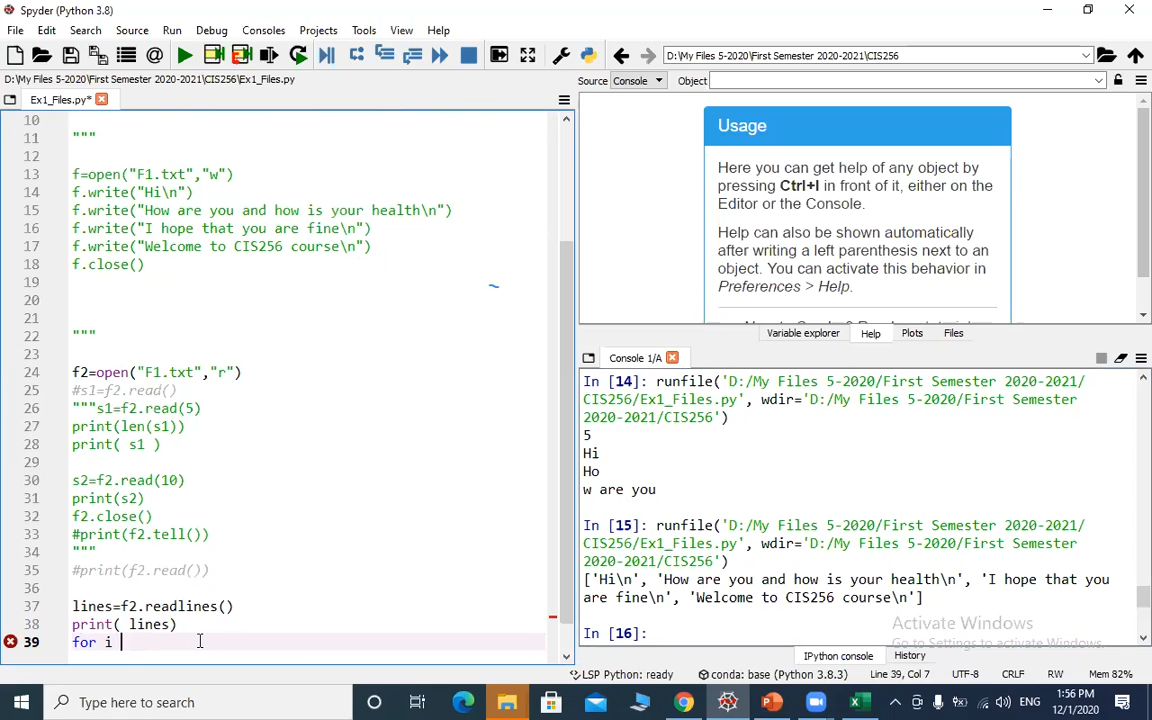 Spyder (Python 3.8)
File Edit Search Source Run Debug Consoles Projects Tools View Help
D:\My Files 5-2020\First Semester 2020-2021\CIS256
D:\My Files 5-2020\First Semester 2020-2021\CIS256\Ex1_Files.py
Source Console Object
Ex1_Files.py*
10
11 """
12
13 f=open("F1.txt","w")
14 f.write("Hi\n")
15 f.write("How are you and how is your health\n")
16 f.write("I hope that you are fine\n")
17 f.write("Welcome to CIS256 course\n")
18 f.close()
19
20
21
22 """
23
24 f2=open("F1.txt","r")
25 #s1=f2.read()
26 """s1=f2.read(5)
27 print(len(s1))
28 print( s1 )
29
30 s2=f2.read(10)
31 print(s2)
32 f2.close()
33 #print(f2.tell())
34 """
35 #print(f2.read())
36
37 lines=f2.readlines()
38 print( lines)
39 for i
Usage
Here you can get help of any object by
pressing Ctrl+I in front of it, either on the
Editor or the Console.
Help can also be shown automatically
after writing a left parenthesis next to an
object. You can activate this behavior in
Preferences > Help.
Variable explorer Help Plots Files
Console 1/A
In [14]: runfile('D:/My Files 5-2020/First Semester 2020-2021/
CIS256/Ex1_Files.py', wdir='D:/My Files 5-2020/First Semester
2020-2021/CIS256')
5
Hi
Ho
w are you
In [15]: runfile('D:/My Files 5-2020/First Semester 2020-2021/
CIS256/Ex1_Files.py', wdir='D:/My Files 5-2020/First Semester
2020-2021/CIS256')
['Hi\n', 'How are you and how is your health\n', 'I hope that you
are fine\n', 'Welcome to CIS256 course\n']
In [16]:
Activate Windows
Go to Settings to activate Windows.
IPython console History
LSP Python: ready conda: base (Python 3.8.3) Line 39, Col 7 UTF-8 CRLF RW Mem 82%
Type here to search
ENG
1:56 PM
12/1/2020